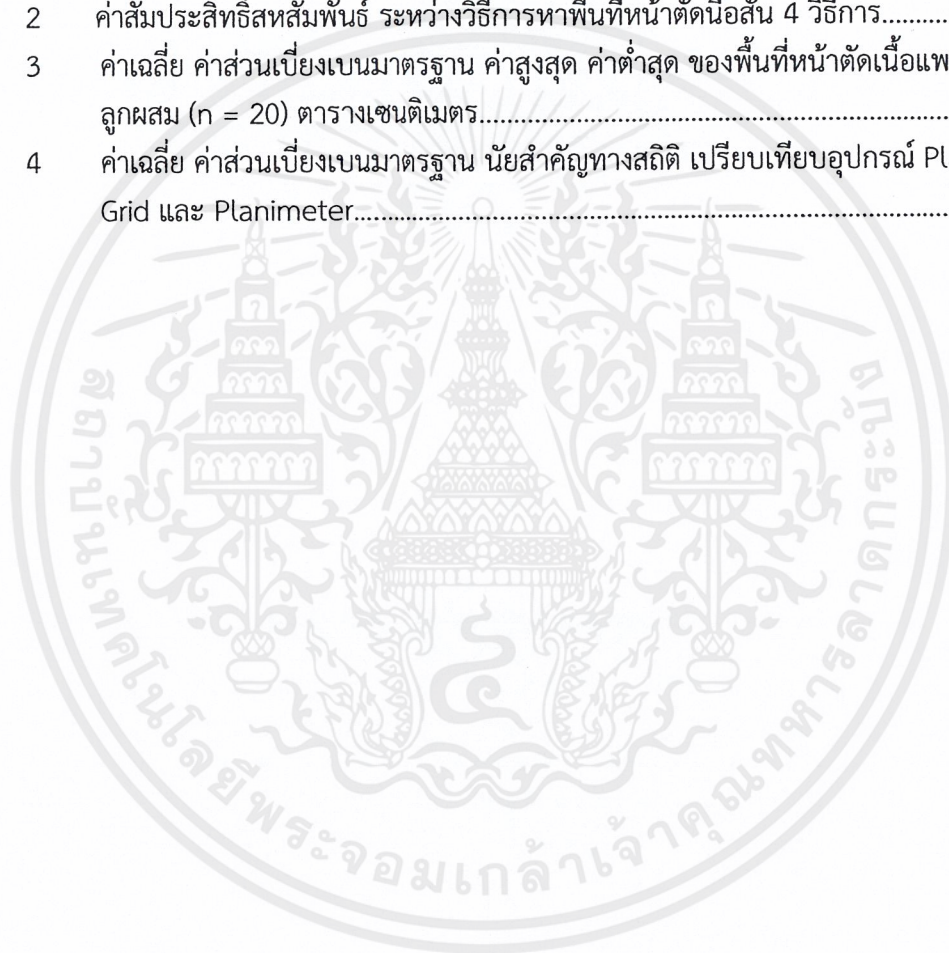 2 ค่าสัมประสิทธิ์สหสัมพันธ์ ระหว่างวิธีการหาพื้นที่หน้าตัดนื้อสัน 4 วิธีการ..........
3 ค่าเฉลี่ย ค่าส่วนเบี่ยงเบนมาตรฐาน ค่าสูงสุด ค่าต่ำสุด ของพื้นที่หน้าตัดเนื้อแพ
ลูกผสม (n = 20) ตารางเซนติเมตร..........
4 ค่าเฉลี่ย ค่าส่วนเบี่ยงเบนมาตรฐาน นัยสำคัญทางสถิติ เปรียบเทียบอุปกรณ์ Pl
Grid และ Planimeter..........
สถาบันเทคโนโลยีพระจอมเกล้าเจ้าคุณทหารลาดกระบัง
๔